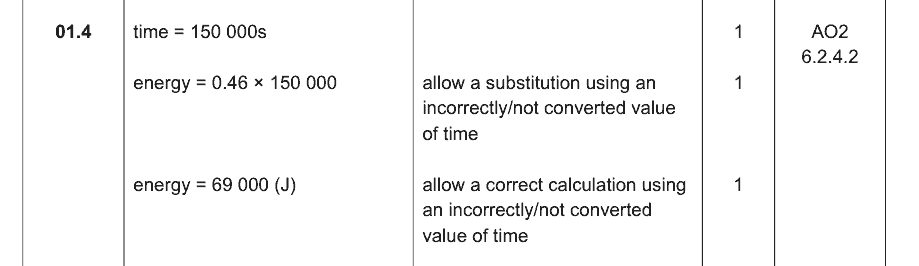 01.4 time = 150 000s 1 AO2
6.2.4.2
energy = 0.46 × 150 000 allow a substitution using an 1
incorrectly/not converted value
of time
energy = 69 000 (J) allow a correct calculation using 1
an incorrectly/not converted
value of time